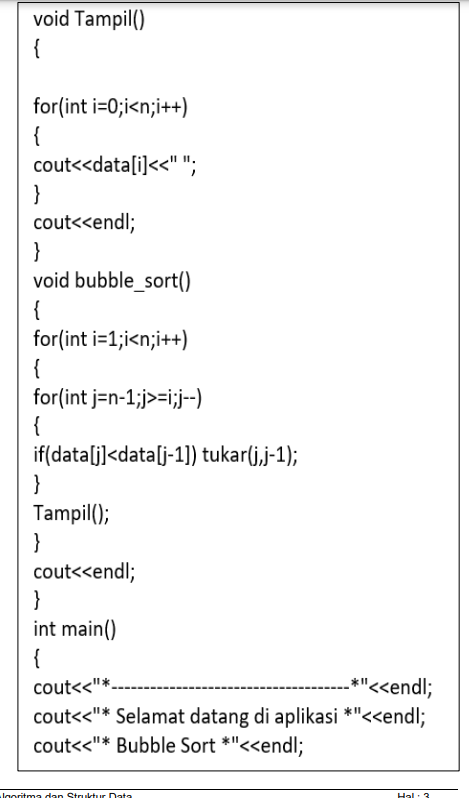 void Tampil()
{
for(int i=0;i<n;i++)
{
cout<<data[i]<<" ";
}
cout<<endl;
}
void bubble_sort()
{
for(int i=1;i<n;i++)
{
for(int j=n-1;j>=i;j--)
{
if(data[j]<data[j-1]) tukar(j,j-1);
}
Tampil();
}
cout<<endl;
}
int main()
{
cout<<"*-------------------------------------*"<<endl;
cout<<"* Selamat datang di aplikasi *"<<endl;
cout<<"* Bubble Sort *"<<endl;
Algoritma dan Struktur Data
Hal : 3